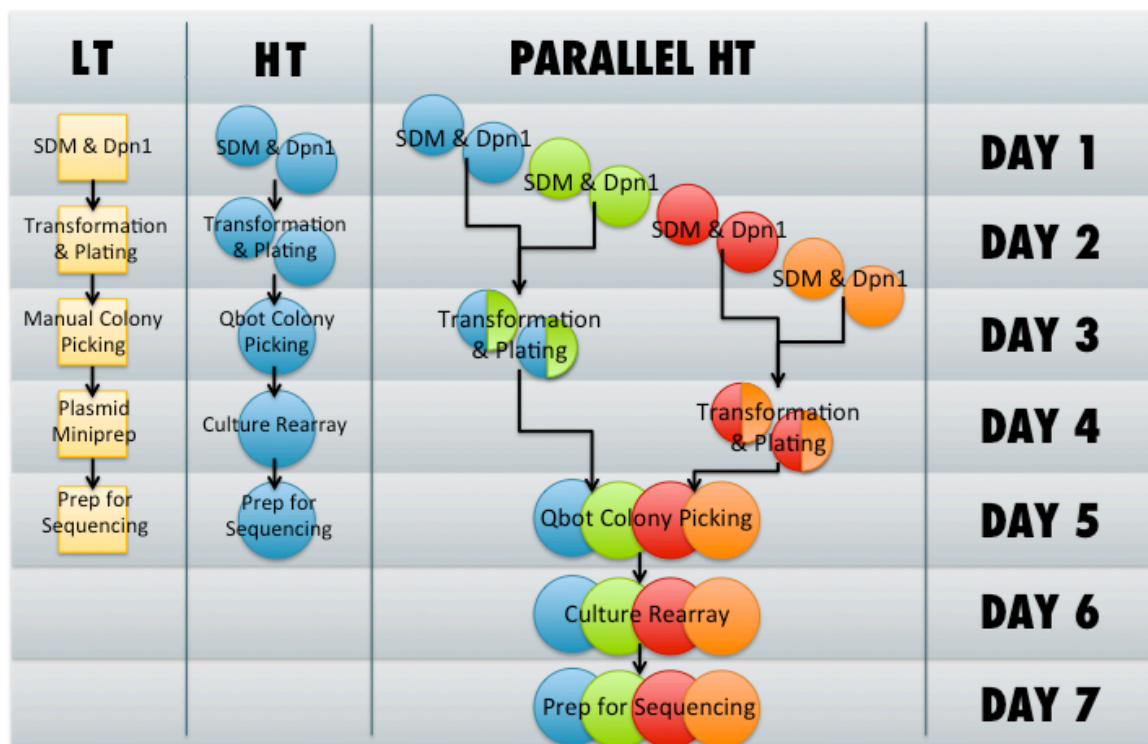 LT
HT
PARALLEL HT
SDM & Dpn1
SDM & Dpn1
SDM & Dpn1
SDM & Dpn1
DAY 1
Transformation
& Plating
Transformation
& Plating
SDM & Dpn1
SDM & Dpn1
DAY 2
Manual Colony
Picking
Qbot Colony
Picking
Transformation
& Plating
DAY 3
Plasmid
Miniprep
Culture Rearray
Transformation
& Plating
DAY 4
Prep for
Sequencing
Prep for
Sequencing
Qbot Colony Picking
DAY 5
Culture Rearray
DAY 6
Prep for Sequencing
DAY 7